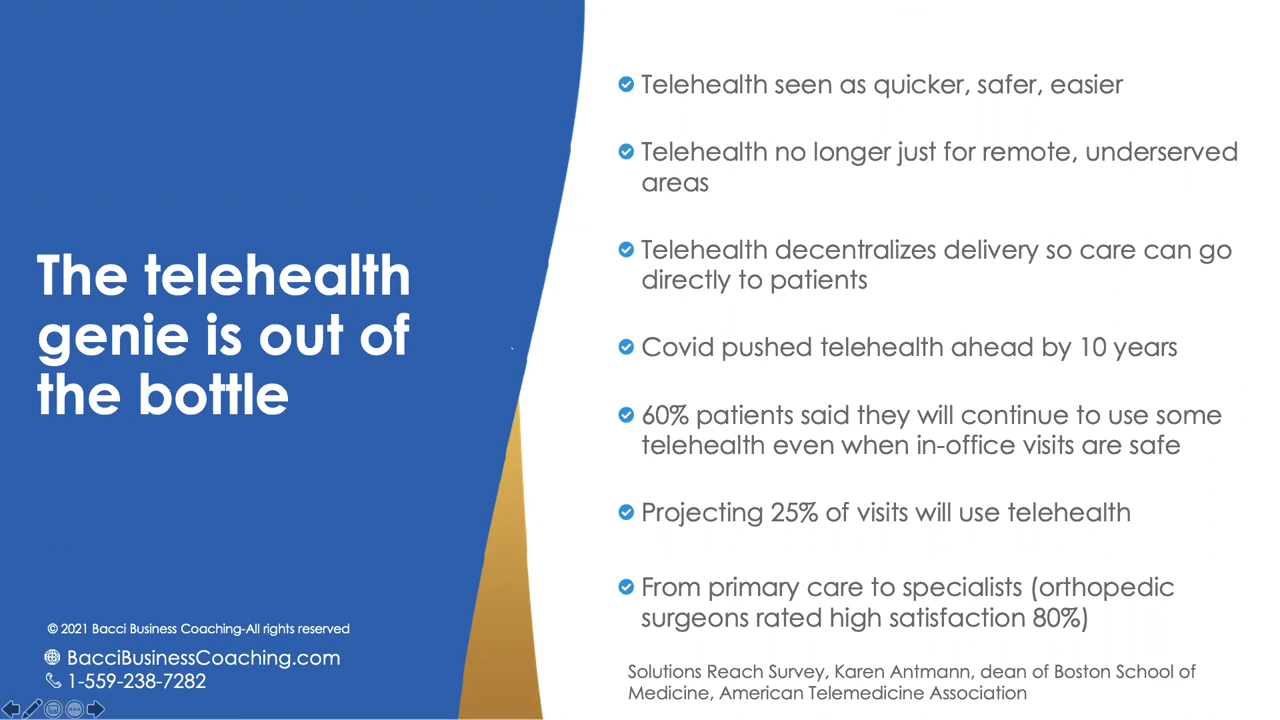 The telehealth
genie is out of
the bottle
© 2021 Bacci Business Coaching-All rights reserved
BacciBusinessCoaching.com
1-559-238-7282
Telehealth seen as quicker, safer, easier
Telehealth no longer just for remote, underserved
areas
Telehealth decentralizes delivery so care can go
directly to patients
Covid pushed telehealth ahead by 10 years
60% patients said they will continue to use some
telehealth even when in-office visits are safe
Projecting 25% of visits will use telehealth
From primary care to specialists (orthopedic
surgeons rated high satisfaction 80%)
Solutions Reach Survey, Karen Antmann, dean of Boston School of
Medicine, American Telemedicine Association